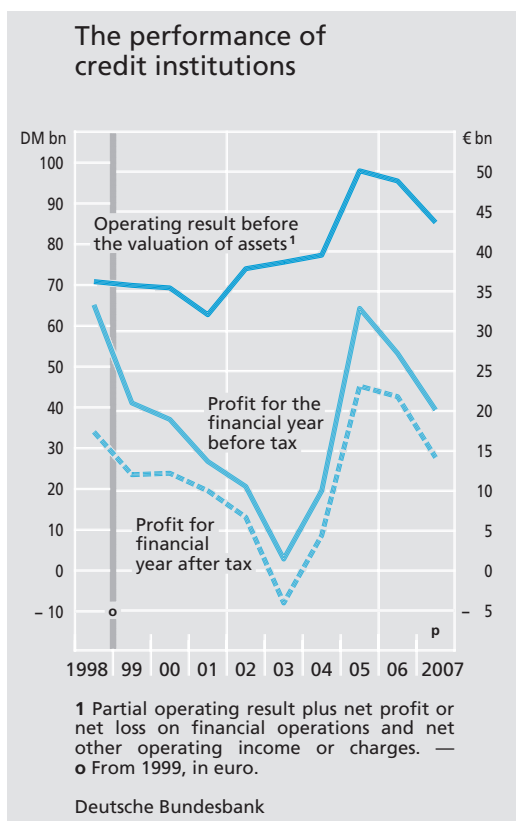 The performance of
credit institutions
DM bn
€ bn
100
90
80
70
60
50
40
30
20
10
0
– 10
50
45
40
35
30
25
20
15
10
5
0
– 5
Operating result before
the valuation of assets1
Profit for the
financial year
before tax
Profit for
financial
year after tax
o
p
1998 99 00 01 02 03 04 05 06 2007
1 Partial operating result plus net profit or
net loss on financial operations and net
other operating income or charges. —
o From 1999, in euro.
Deutsche Bundesbank